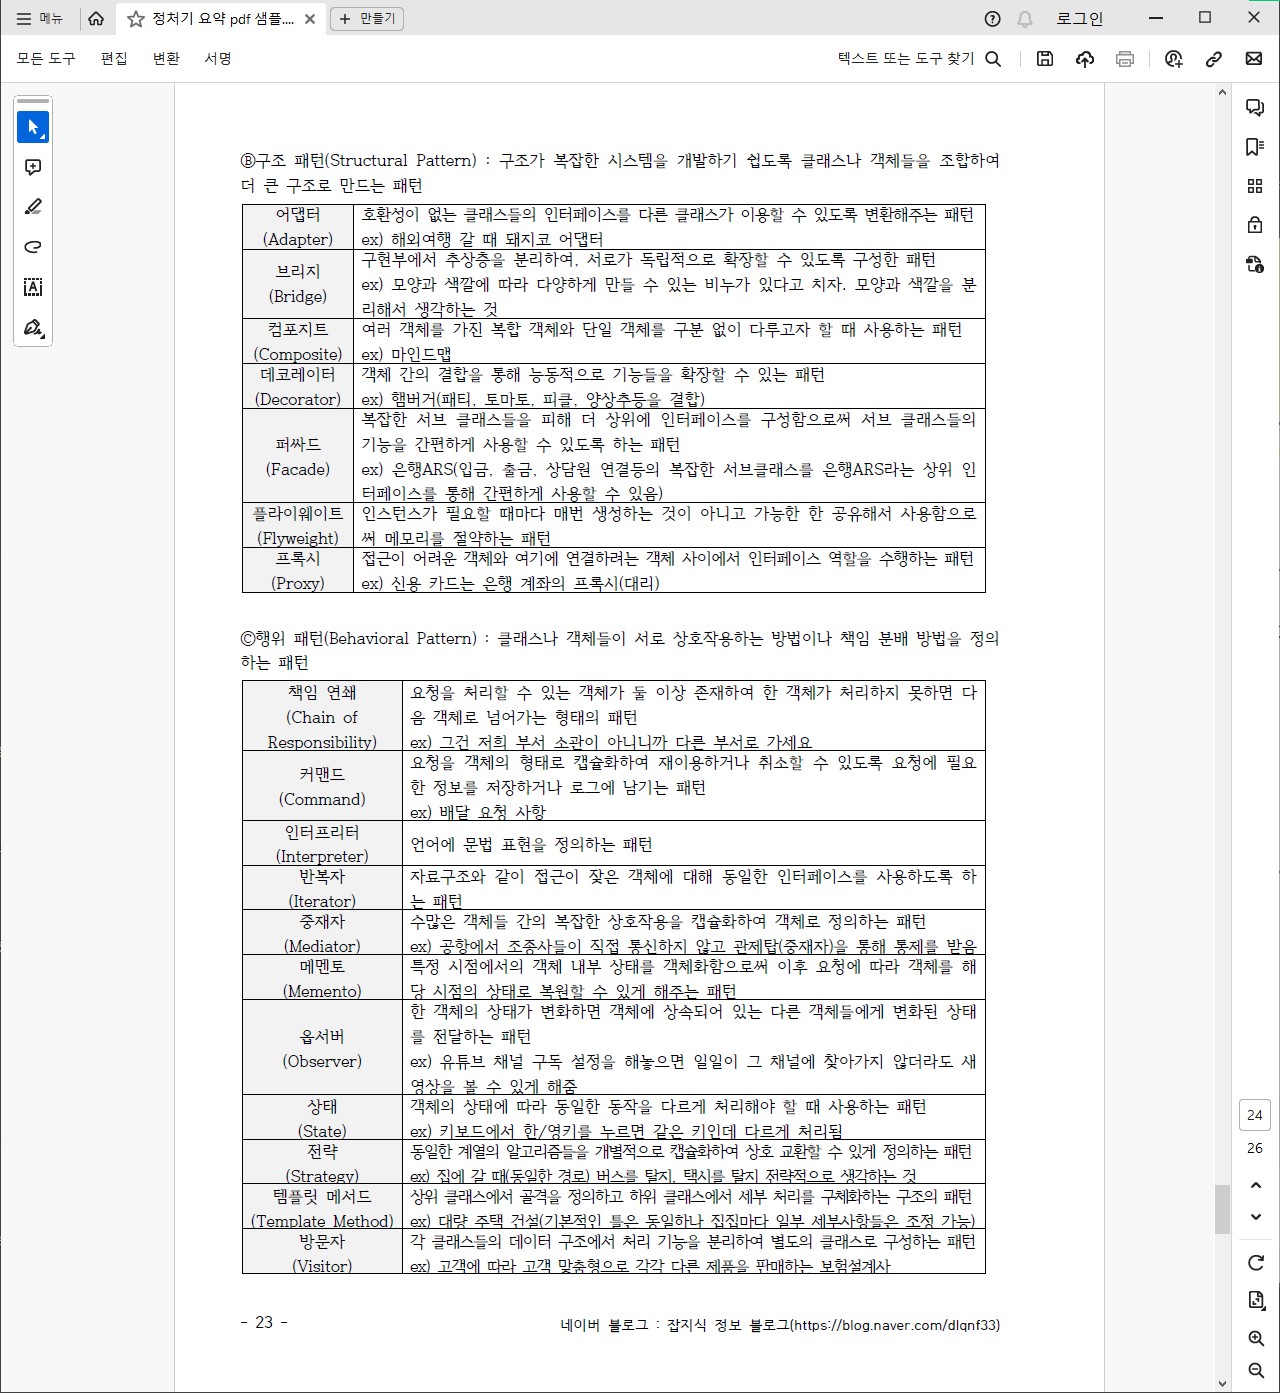 메뉴
정처기 요약 pdf 샘플....
만들기
로그인
모든 도구 편집 변환 서명
텍스트 또는 도구 찾기
Ⓑ구조 패턴(Structural Pattern) : 구조가 복잡한 시스템을 개발하기 쉽도록 클래스나 객체들을 조합하여
더 큰 구조로 만드는 패턴
어댑터
(Adapter)
호환성이 없는 클래스들의 인터페이스를 다른 클래스가 이용할 수 있도록 변환해주는 패턴
ex) 해외여행 갈 때 돼지코 어댑터
브리지
(Bridge)
구현부에서 추상층을 분리하여, 서로가 독립적으로 확장할 수 있도록 구성한 패턴
ex) 모양과 색깔에 따라 다양하게 만들 수 있는 비누가 있다고 치자. 모양과 색깔을 분
리해서 생각하는 것
컴포지트
(Composite)
여러 객체를 가진 복합 객체와 단일 객체를 구분 없이 다루고자 할 때 사용하는 패턴
ex) 마인드맵
데코레이터
(Decorator)
객체 간의 결합을 통해 능동적으로 기능들을 확장할 수 있는 패턴
ex) 햄버거(패티, 토마토, 피클, 양상추등을 결합)
퍼싸드
(Facade)
복잡한 서브 클래스들을 피해 더 상위에 인터페이스를 구성함으로써 서브 클래스들의
기능을 간편하게 사용할 수 있도록 하는 패턴
ex) 은행ARS(입금, 출금, 상담원 연결등의 복잡한 서브클래스를 은행ARS라는 상위 인
터페이스를 통해 간편하게 사용할 수 있음)
플라이웨이트
(Flyweight)
인스턴스가 필요할 때마다 매번 생성하는 것이 아니고 가능한 한 공유해서 사용함으로
써 메모리를 절약하는 패턴
프록시
(Proxy)
접근이 어려운 객체와 여기에 연결하려는 객체 사이에서 인터페이스 역할을 수행하는 패턴
ex) 신용 카드는 은행 계좌의 프록시(대리)
Ⓒ행위 패턴(Behavioral Pattern) : 클래스나 객체들이 서로 상호작용하는 방법이나 책임 분배 방법을 정의
하는 패턴
책임 연쇄
(Chain of
Responsibility)
요청을 처리할 수 있는 객체가 둘 이상 존재하여 한 객체가 처리하지 못하면 다
음 객체로 넘어가는 형태의 패턴
ex) 그건 저희 부서 소관이 아니니까 다른 부서로 가세요
커맨드
(Command)
요청을 객체의 형태로 캡슐화하여 재이용하거나 취소할 수 있도록 요청에 필요
한 정보를 저장하거나 로그에 남기는 패턴
ex) 배달 요청 사항
인터프리터
(Interpreter)
언어에 문법 표현을 정의하는 패턴
반복자
(Iterator)
자료구조와 같이 접근이 잦은 객체에 대해 동일한 인터페이스를 사용하도록 하
는 패턴
중재자
(Mediator)
수많은 객체들 간의 복잡한 상호작용을 캡슐화하여 객체로 정의하는 패턴
ex) 공항에서 조종사들이 직접 통신하지 않고 관제탑(중재자)을 통해 통제를 받음
메멘토
(Memento)
특정 시점에서의 객체 내부 상태를 객체화함으로써 이후 요청에 따라 객체를 해
당 시점의 상태로 복원할 수 있게 해주는 패턴
옵서버
(Observer)
한 객체의 상태가 변화하면 객체에 상속되어 있는 다른 객체들에게 변화된 상태
를 전달하는 패턴
ex) 유튜브 채널 구독 설정을 해놓으면 일일이 그 채널에 찾아가지 않더라도 새
영상을 볼 수 있게 해줌
상태
(State)
객체의 상태에 따라 동일한 동작을 다르게 처리해야 할 때 사용하는 패턴
ex) 키보드에서 한/영키를 누르면 같은 키인데 다르게 처리됨
전략
(Strategy)
동일한 계열의 알고리즘들을 개별적으로 캡슐화하여 상호 교환할 수 있게 정의하는 패턴
ex) 집에 갈 때(동일한 경로) 버스를 탈지, 택시를 탈지 전략적으로 생각하는 것
템플릿 메서드
(Template Method)
상위 클래스에서 골격을 정의하고 하위 클래스에서 세부 처리를 구체화하는 구조의 패턴
ex) 대량 주택 건설(기본적인 틀은 동일하나 집집마다 일부 세부사항들은 조정 가능)
방문자
(Visitor)
각 클래스들의 데이터 구조에서 처리 기능을 분리하여 별도의 클래스로 구성하는 패턴
ex) 고객에 따라 고객 맞춤형으로 각각 다른 제품을 판매하는 보험설계사
- 23 -
네이버 블로그 : 잡지식 정보 블로그(https://blog.naver.com/dlqnf33)
24
26